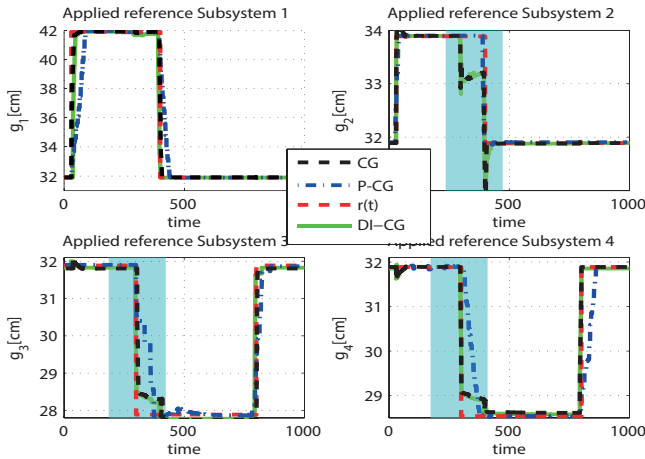 Applied reference Subsystem 1
42
40
38
36
34
32
g1[cm]
0
500
time
Applied reference Subsystem 2
34
33
32
g2[cm]
0
500
1000
time
CG
P-CG
r(t)
DI-CG
Applied reference Subsystem 3
32
31
30
29
28
g3[cm]
0
500
1000
time
Applied reference Subsystem 4
32
31
30
29
g4[cm]
0
500
1000
time